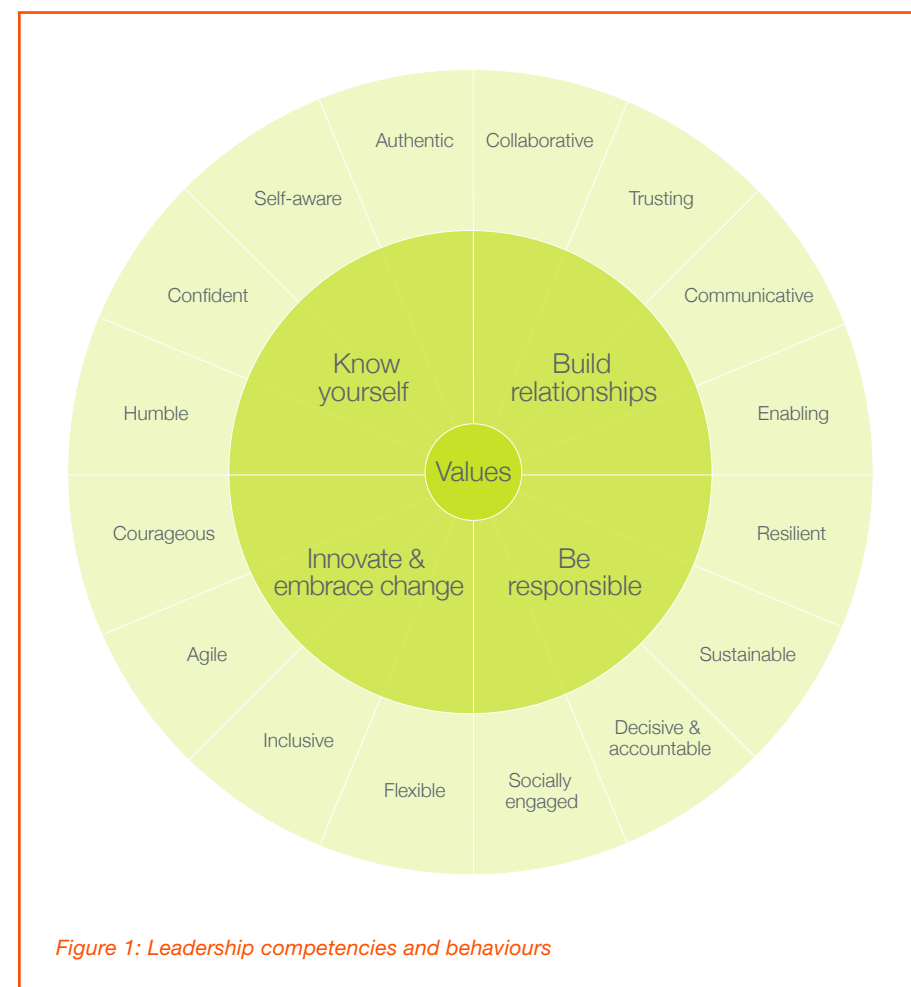 Authentic
Collaborative
Self-aware
Trusting
Confident
Communicative
Know
yourself
Build
relationships
Humble
Enabling
Values
Courageous
Resilient
Innovate &
embrace change
Be
responsible
Agile
Sustainable
Inclusive
Decisive &
accountable
Flexible
Socially
engaged
Figure 1: Leadership competencies and behaviours